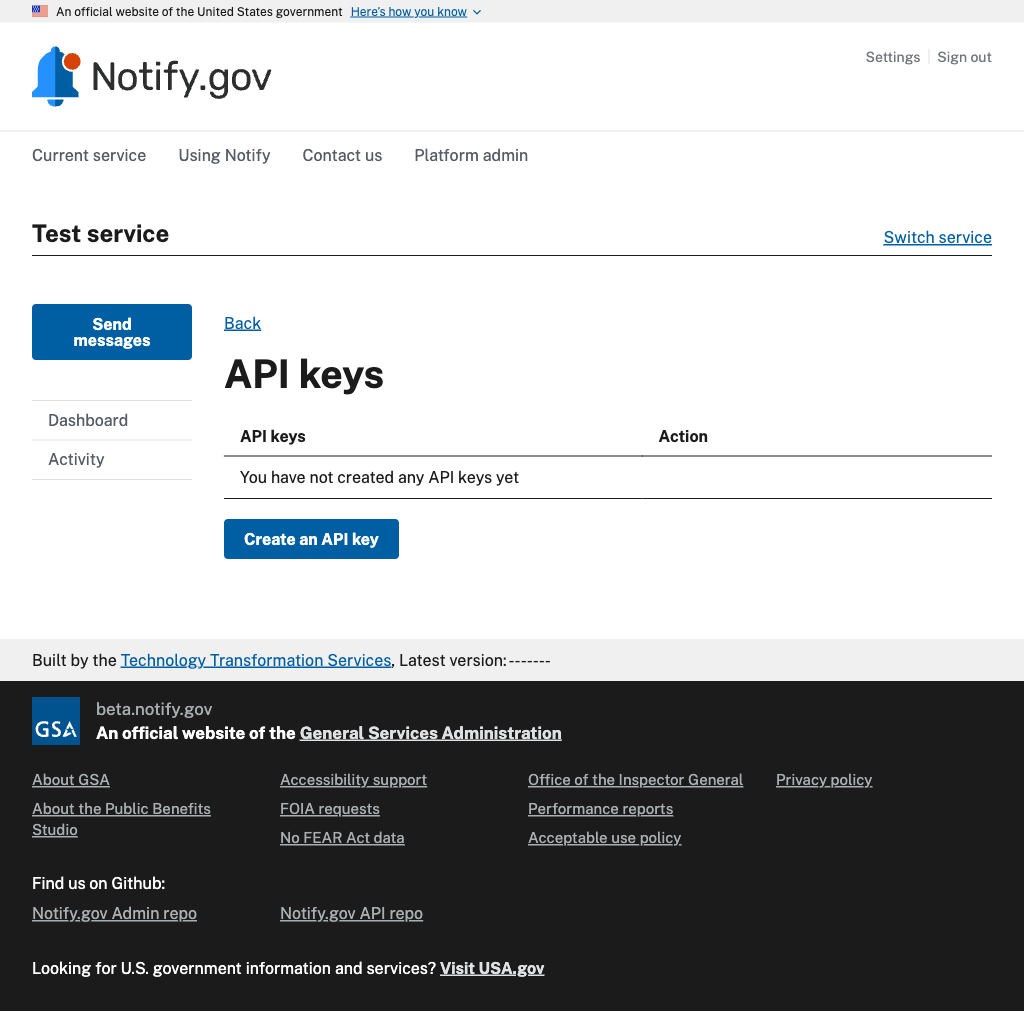 An official website of the United States government Here's how you know
Notify.gov
Settings Sign out
Current service Using Notify Contact us Platform admin
Test service
Switch service
Send
messages
Dashboard
Activity
Back
API keys
API keys Action
You have not created any API keys yet
Create an API key
Built by the Technology Transformation Services, Latest version:-------
GSA
beta.notify.gov
An official website of the General Services Administration
About GSA
About the Public Benefits
Studio
Accessibility support
FOIA requests
No FEAR Act data
Office of the Inspector General
Performance reports
Acceptable use policy
Privacy policy
Find us on Github:
Notify.gov Admin repo Notify.gov API repo
Looking for U.S. government information and services? Visit USA.gov